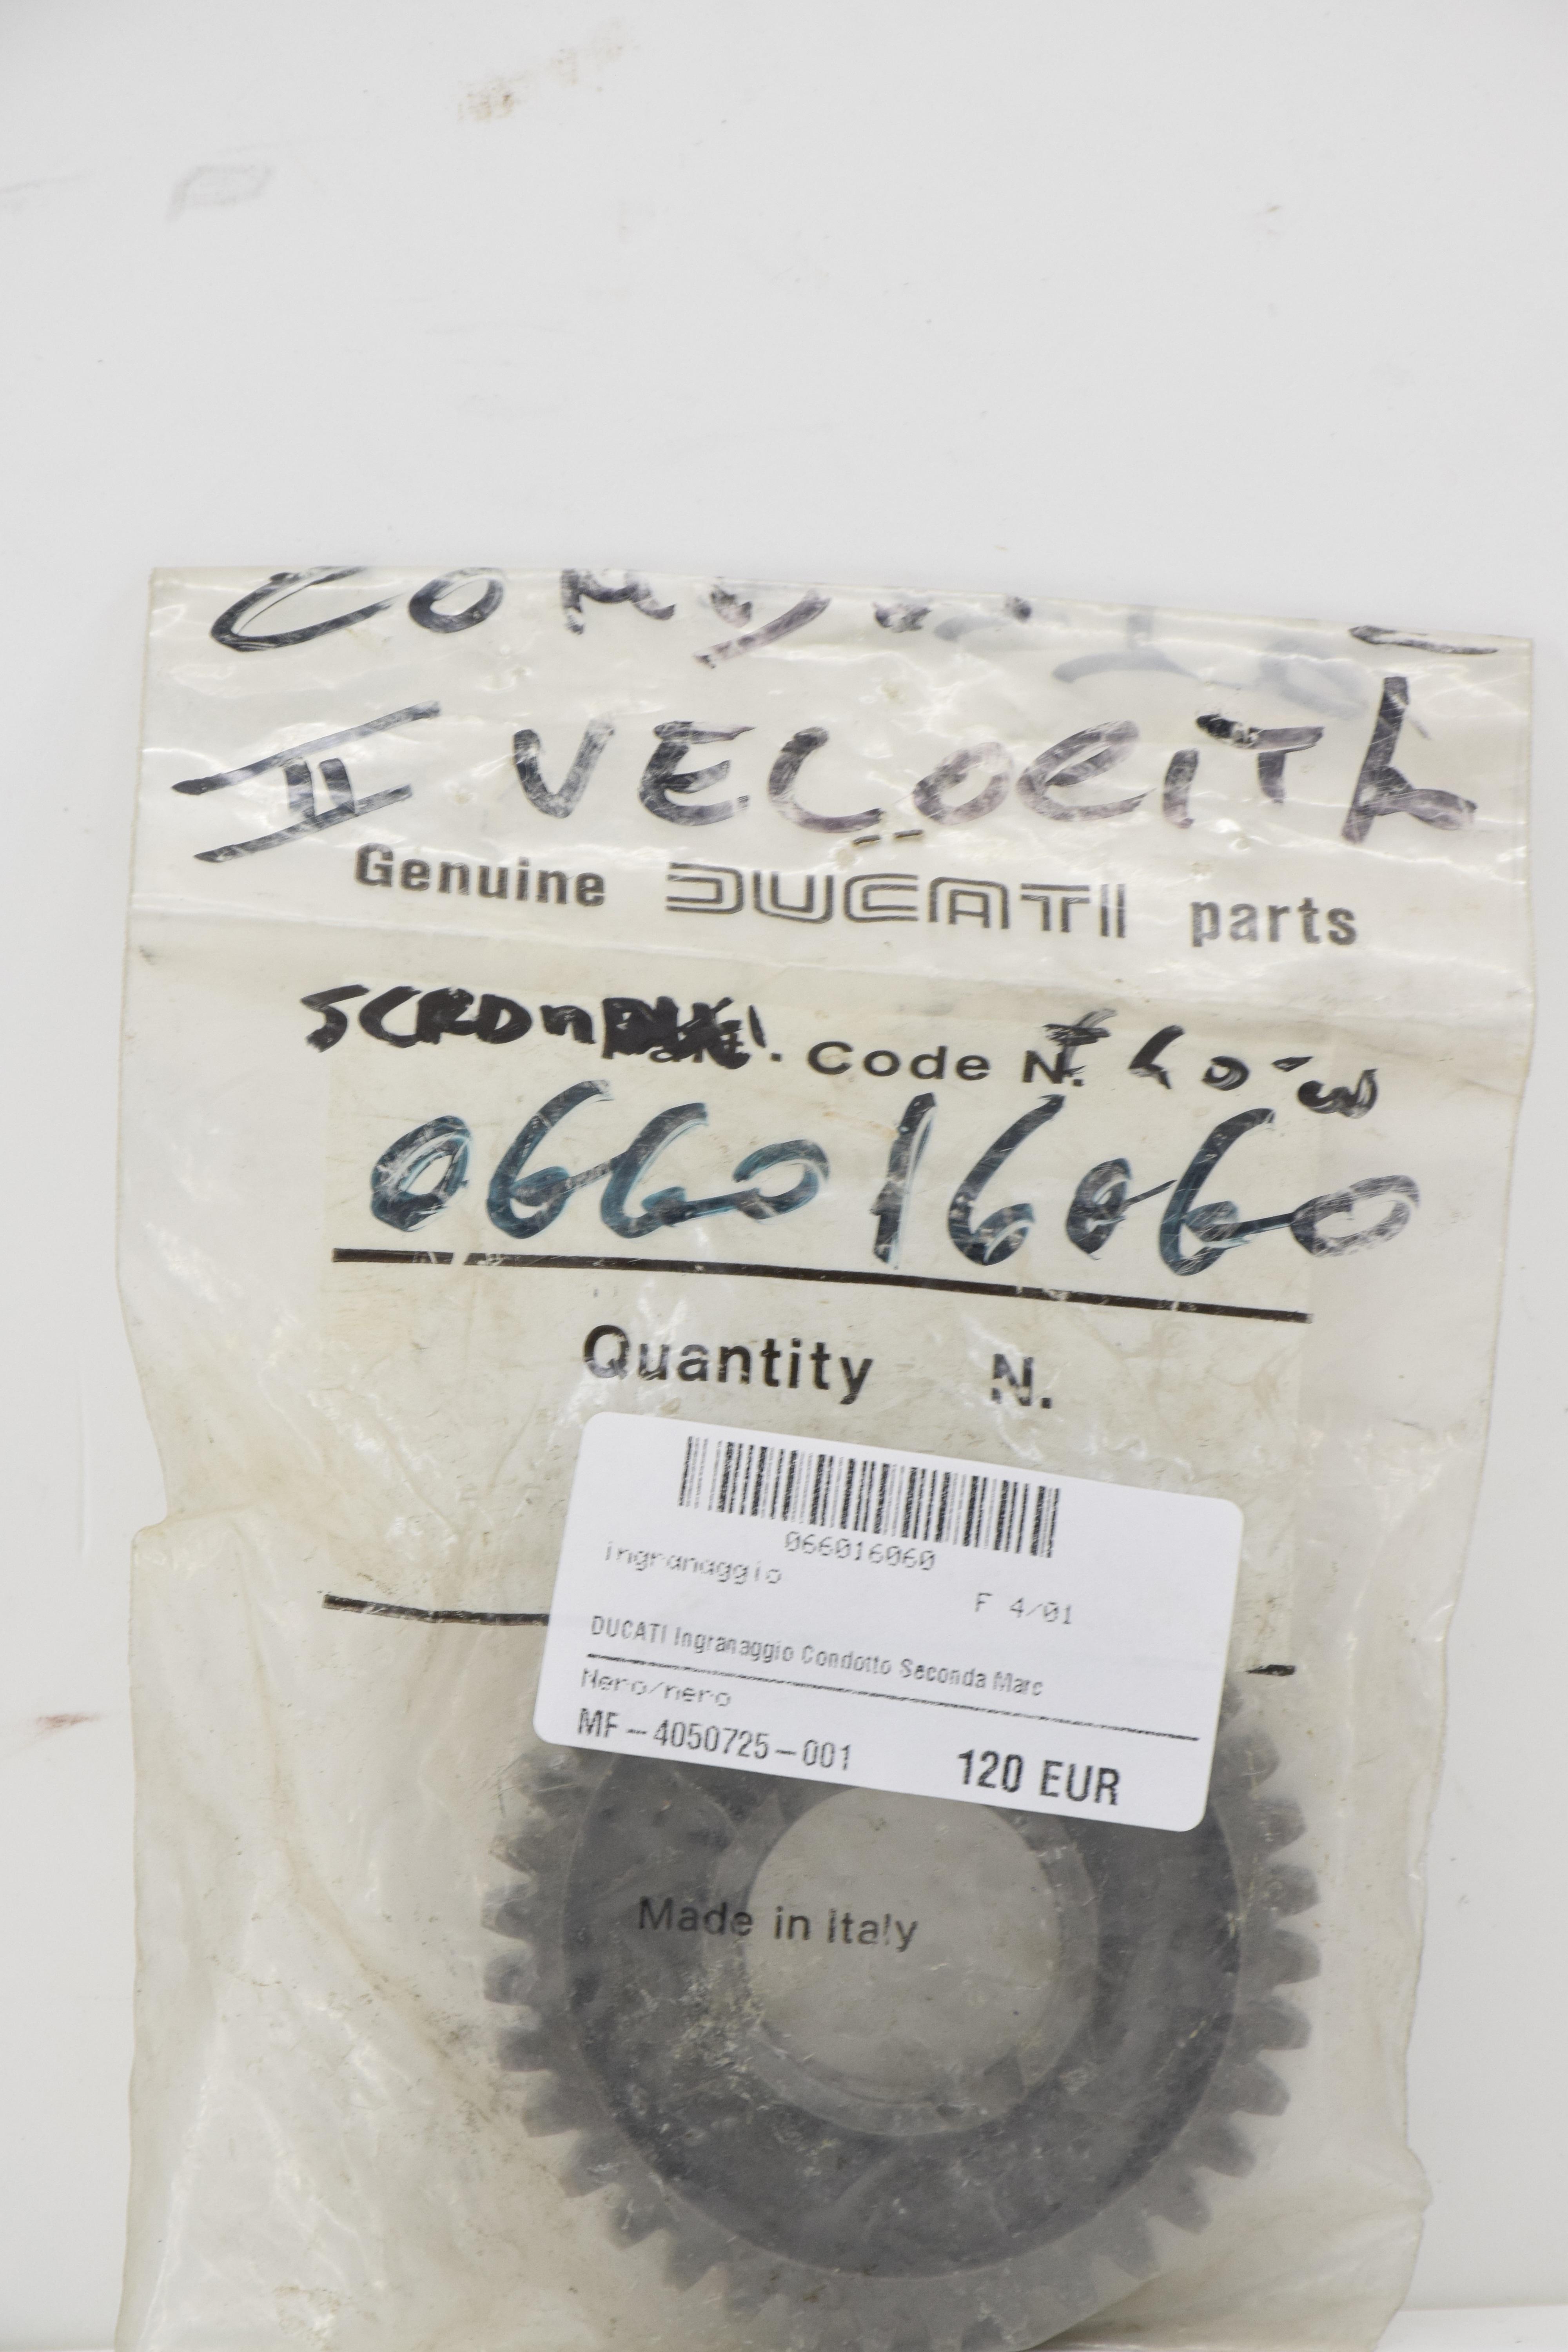 II VELOCITÀ
Genuine DUCATI parts
Code N.
066016060
Quantity N.
066016060
ingranaggio
F 4/01
DUCATI Ingranaggio Condotto Seconda Marc
Nero/nero
MF-4050725-001 120 EUR
Made in Italy